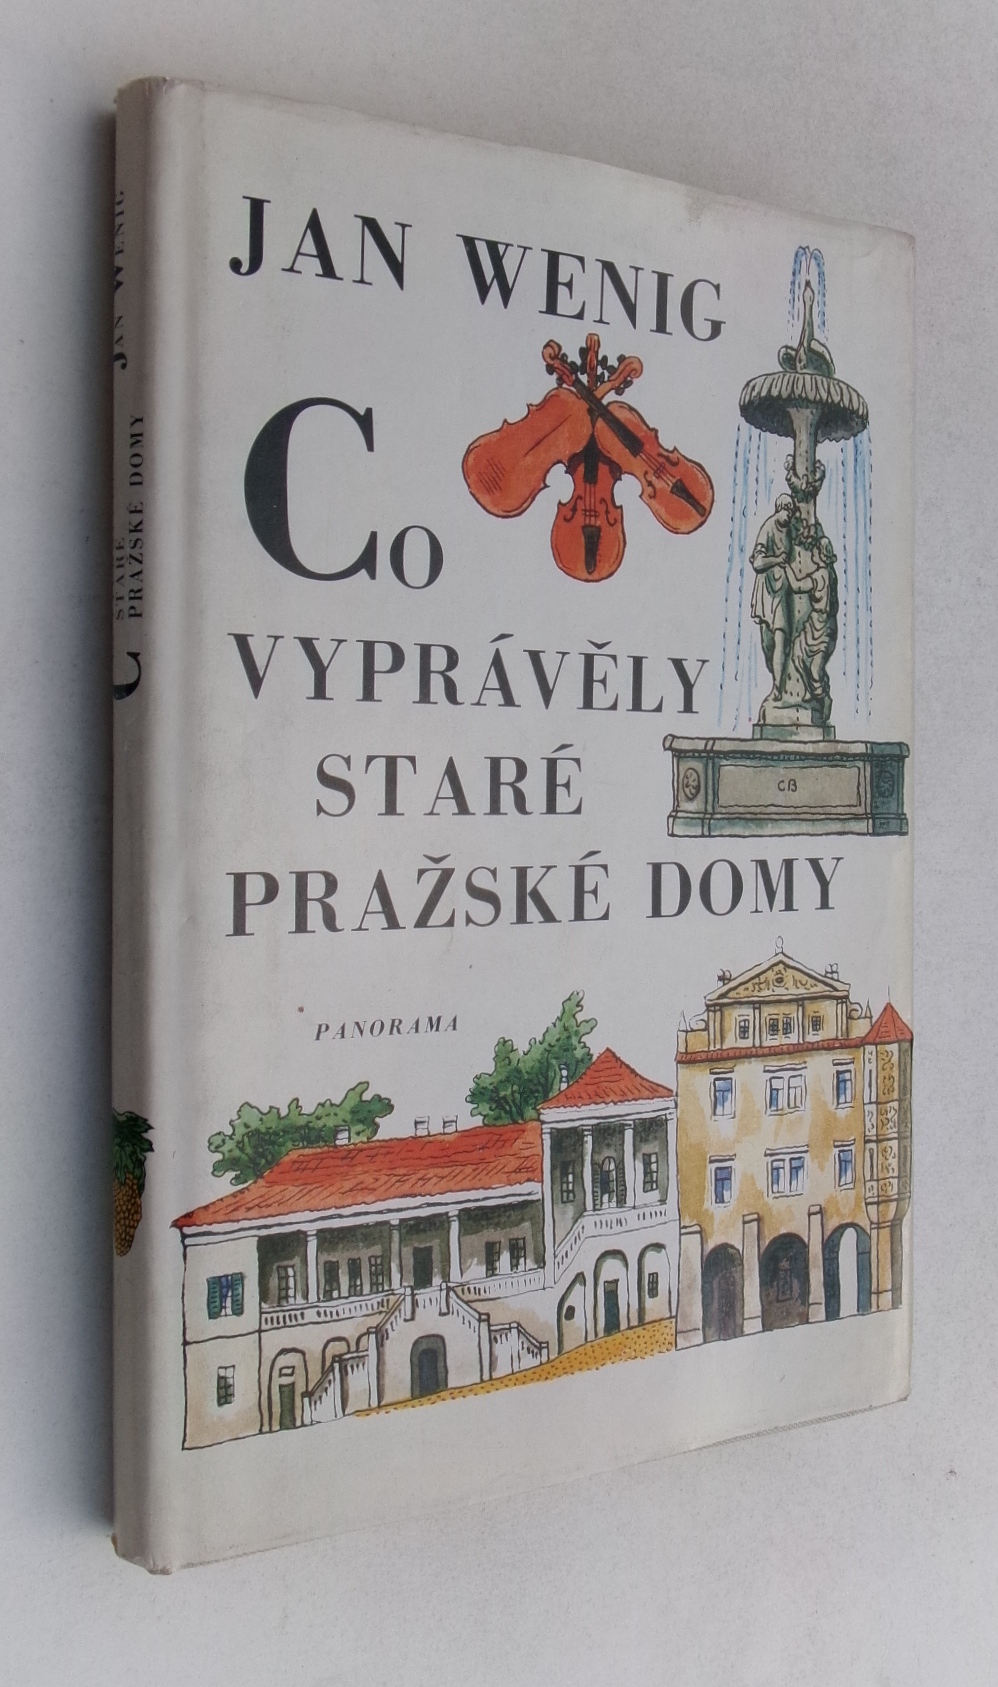 JAN WENIG
Co
VYPRÁVĚLY
STARÉ
PRAŽSKÉ DOMY
PANORAMA
CB
JAN WENIG
C
STARÉ
PRAŽSKÉ DOMY